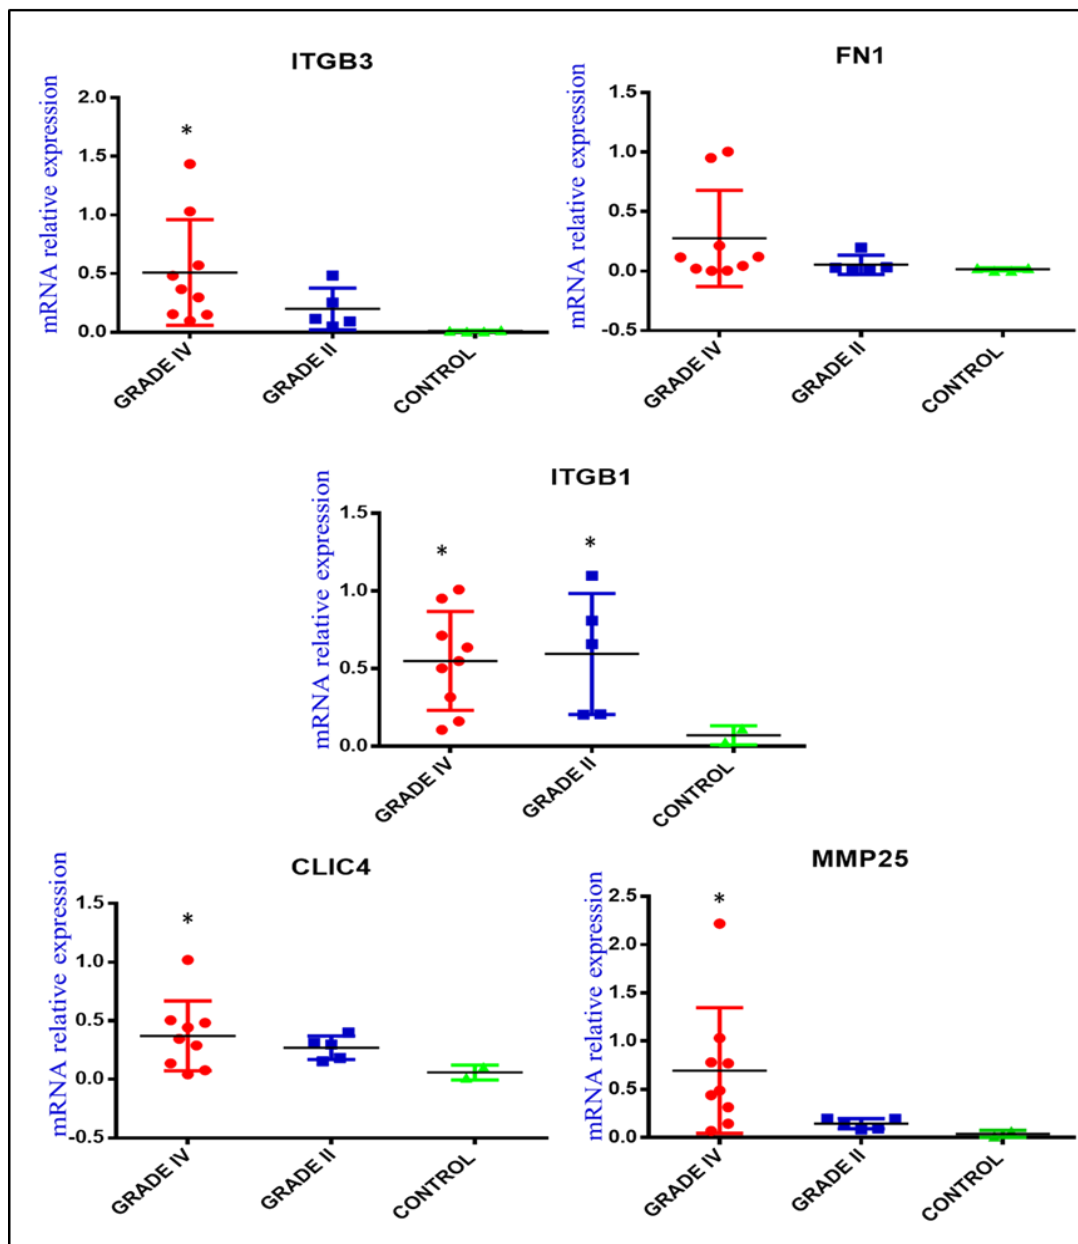 ITGB3
mRNA relative expression
2.0
*
1.5
1.0
0.5
0.0
GRADE IV
GRADE II
CONTROL
FN1
mRNA relative expression
1.5
1.0
0.5
0.0
-0.5
GRADE IV
GRADE II
CONTROL
ITGB1
mRNA relative expression
1.5
*
*
1.0
0.5
0.0
GRADE IV
GRADE II
CONTROL
CLIC4
mRNA relative expression
1.5
*
1.0
0.5
0.0
-0.5
GRADE IV
GRADE II
CONTROL
MMP25
mRNA relative expression
2.5
*
2.0
1.5
1.0
0.5
0.0
GRADE IV
GRADE II
CONTROL